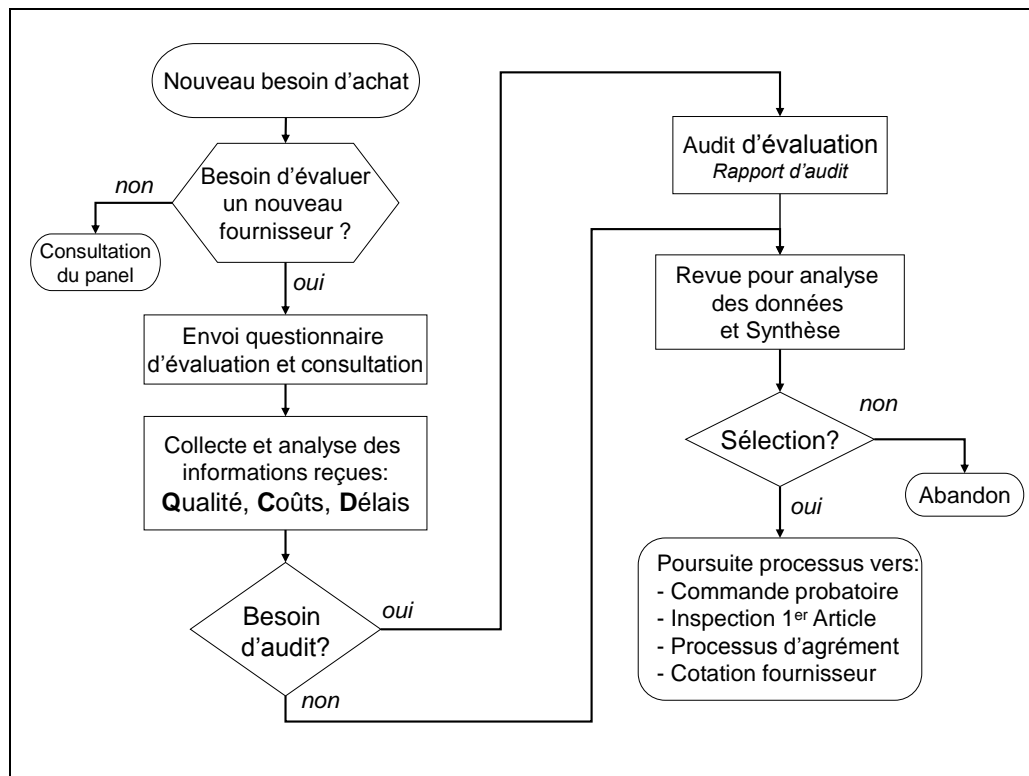 Nouveau besoin d'achat
non
Besoin d'évaluer
un nouveau
fournisseur ?
Consultation
du panel
oui
Envoi questionnaire
d'évaluation et consultation
Collecte et analyse des
informations reçues:
Qualité, Coûts, Délais
Besoin
d'audit?
oui
non
Audit d'évaluation
Rapport d'audit
Revue pour analyse
des données
et Synthèse
Sélection?
non
Abandon
oui
Poursuite processus vers:
- Commande probatoire
- Inspection 1er Article
- Processus d'agrément
- Cotation fournisseur